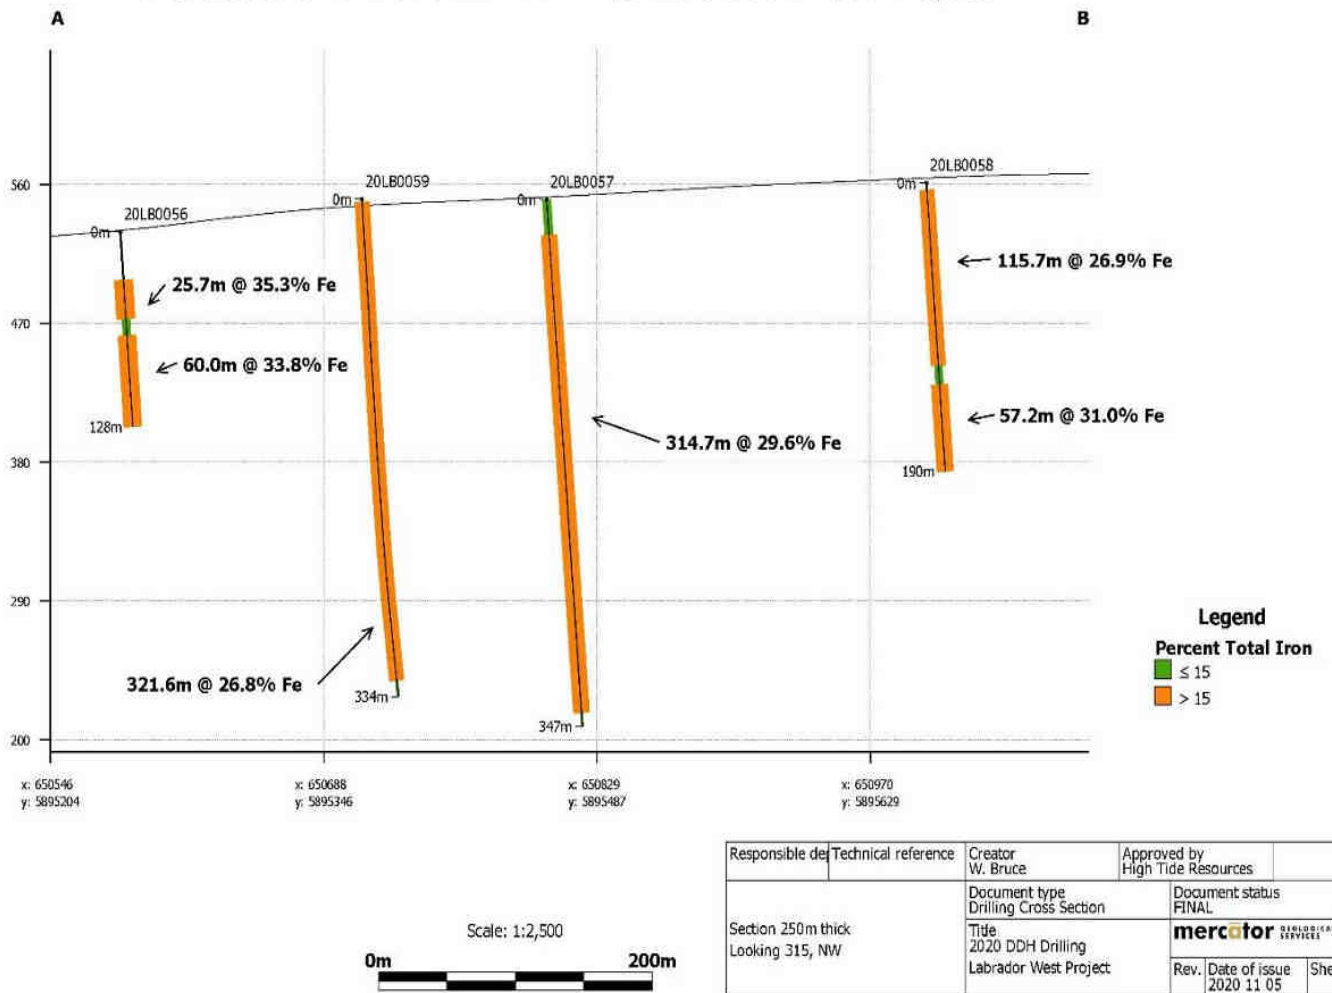 A
B
20LB0058
20LB0059
20LB0057
560
0m
0m
0m
20LB0056
0m
25.7m @ 35.3% Fe
115.7m @ 26.9% Fe
470
60.0m @ 33.8% Fe
57.2m @ 31.0% Fe
128m
314.7m @ 29.6% Fe
380
190m
290
Legend
Percent Total Iron
≤ 15
> 15
321.6m @ 26.8% Fe
334m
347m
200
x: 650546
y: 5895204
x: 650688
y: 5895346
x: 650829
y: 5895487
x: 650970
y: 5895629
Responsible dep
Technical reference
Creator
W. Bruce
Approved by
High Tide Resources
Document type
Drilling Cross Section
Document status
FINAL
Section 250m thick
Looking 315, NW
Title
2020 DDH Drilling
Labrador West Project
mercator GEOLOGICAL SERVICES
Rev.
Date of issue
2020 11 05
She
Scale: 1:2,500
0m
200m